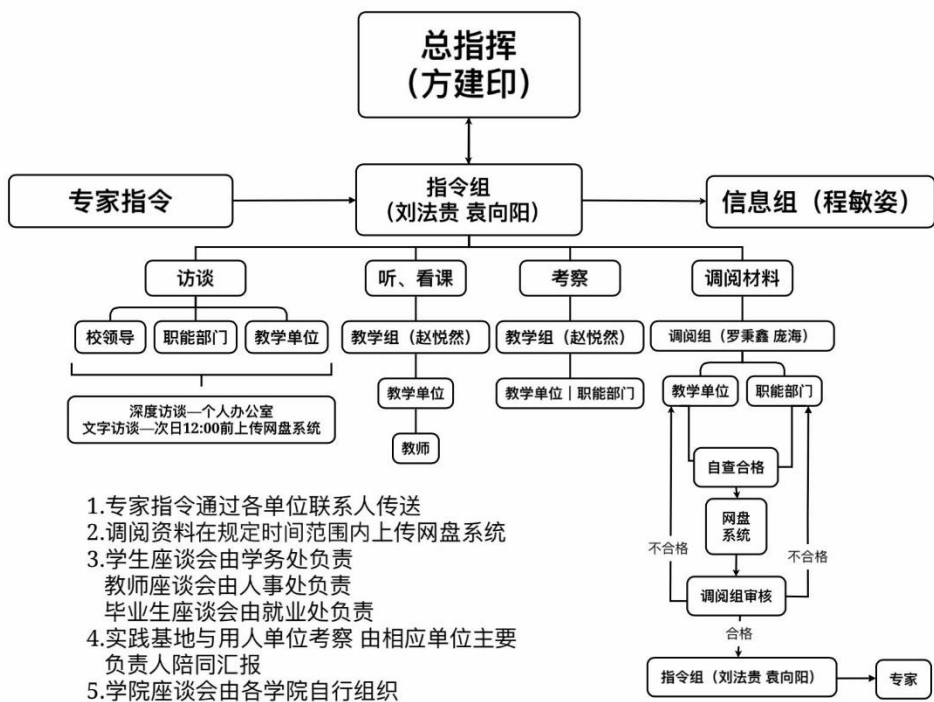 总指挥
（方建印）
专家指令
指令组
（刘法贵 袁向阳）
信息组（程敏姿）
访谈
听、看课
考察
调阅材料
校领导
职能部门
教学单位
教学组（赵悦然）
教学组（赵悦然）
调阅组（罗秉鑫 庞海）
教学单位
教学单位｜职能部门
教学单位
职能部门
深度访谈—个人办公室
文字访谈—次日12:00前上传网盘系统
教师
自查合格
网盘
系统
不合格
不合格
调阅组审核
合格
指令组（刘法贵 袁向阳）
专家
1.专家指令通过各单位联系人传送
2.调阅资料在规定时间范围内上传网盘系统
3.学生座谈会由学务处负责
教师座谈会由人事处负责
毕业生座谈会由就业处负责
4.实践基地与用人单位考察 由相应单位主要
负责人陪同汇报
5.学院座谈会由各学院自行组织